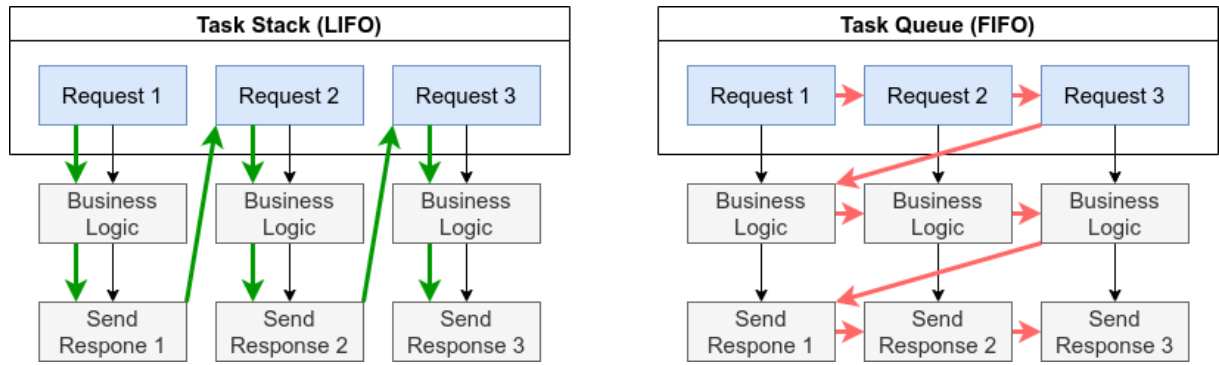 Task Stack (LIFO)
Request 1
Request 2
Request 3
Business
Logic
Business
Logic
Business
Logic
Send
Respone 1
Send
Response 2
Send
Response 3
Task Queue (FIFO)
Request 1
Request 2
Request 3
Business
Logic
Business
Logic
Business
Logic
Send
Respone 1
Send
Response 2
Send
Response 3